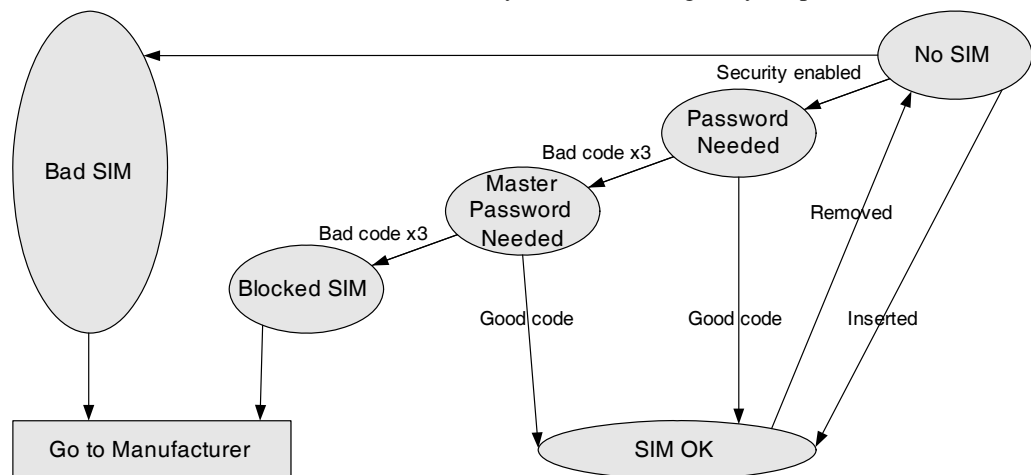 No SIM
Security enabled
Password
Needed
Bad SIM
Bad code x3
Master
Password
Needed
Removed
Bad code x3
Blocked SIM
Good code
Good code
Inserted
Go to Manufacturer
SIM OK